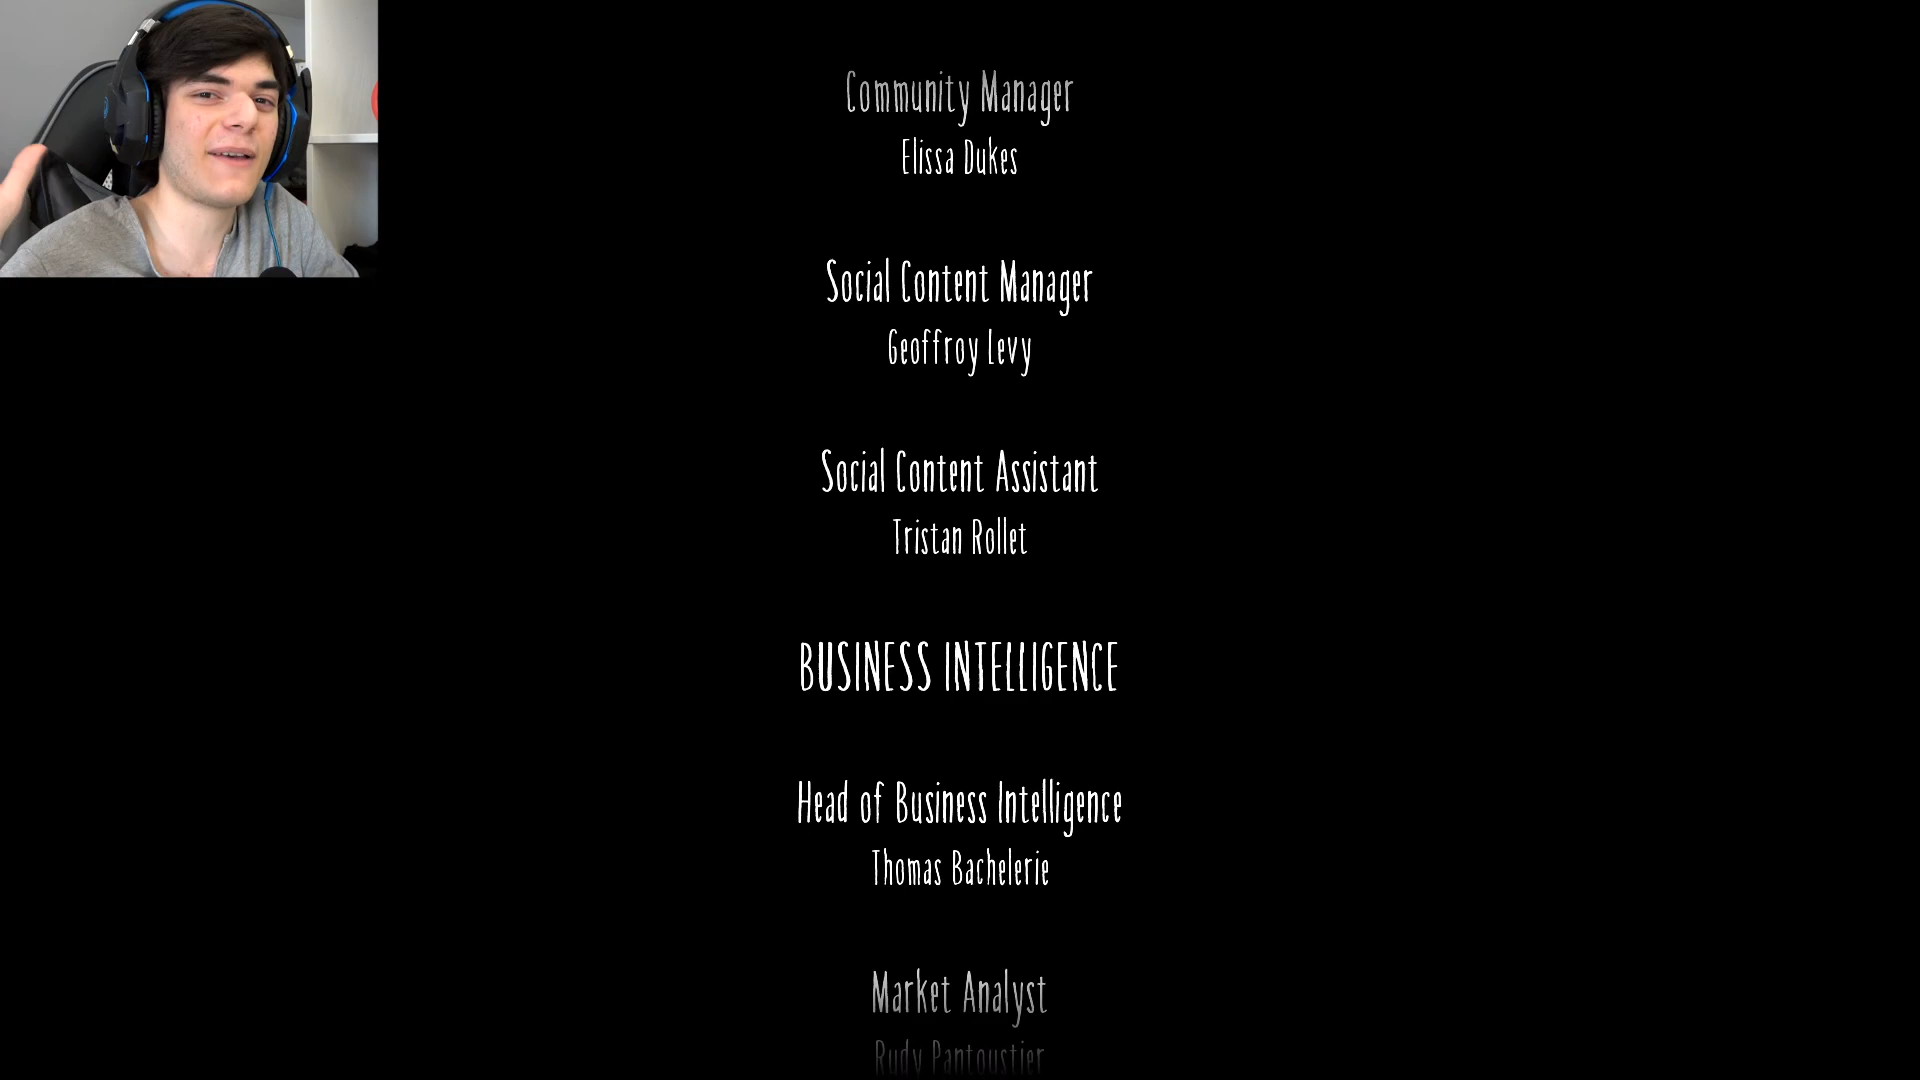 Community Manager
Elissa Dukes
Social Content Manager
Geoffroy Levy
Social Content Assistant
Tristan Rollet
BUSINESS INTELLIGENCE
Head of Business Intelligence
Thomas Bachelerie
Market Analyst
Rudy Pantoustier